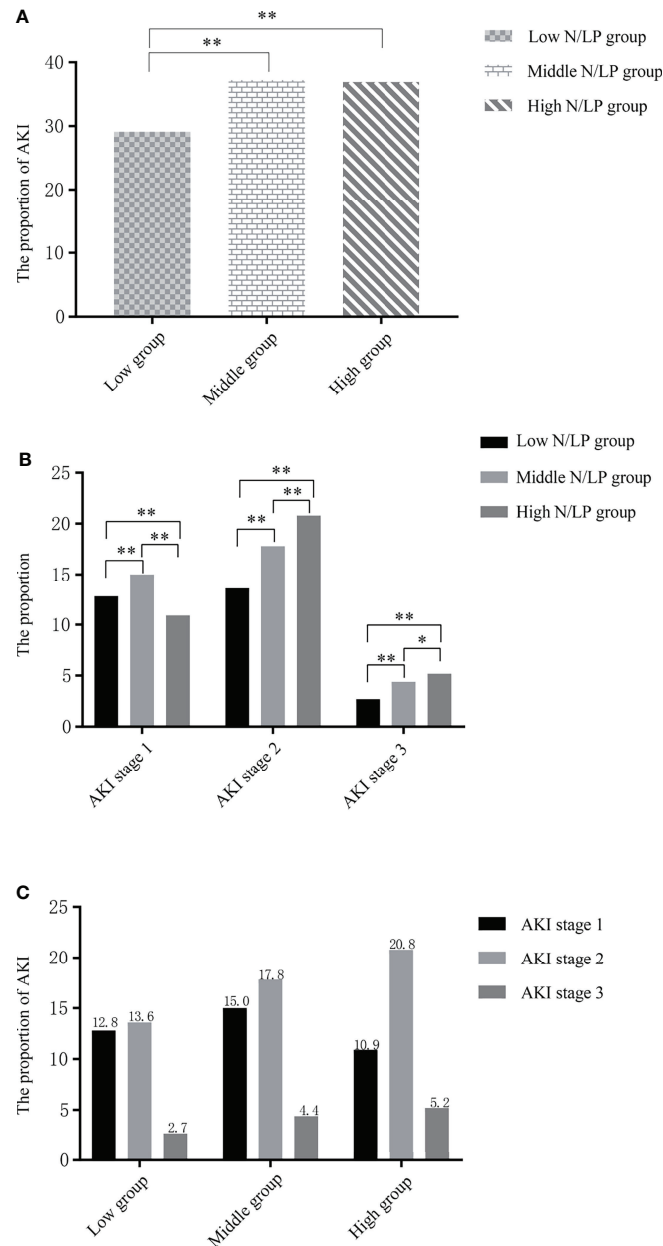 A
**
**
Low N/LP group
Middle N/LP group
High N/LP group
The proportion of AKI
40
30
20
10
0
Low group
Middle group
High group
B
Low N/LP group
Middle N/LP group
High N/LP group
The proportion
25
20
15
10
5
0
**
**
**
**
**
**
**
**
*
AKI stage 1
AKI stage 2
AKI stage 3
C
AKI stage 1
AKI stage 2
AKI stage 3
The proportion of AKI
25
20
15
10
5
0
12.8
13.6
2.7
15.0
17.8
4.4
10.9
20.8
5.2
Low group
Middle group
High group